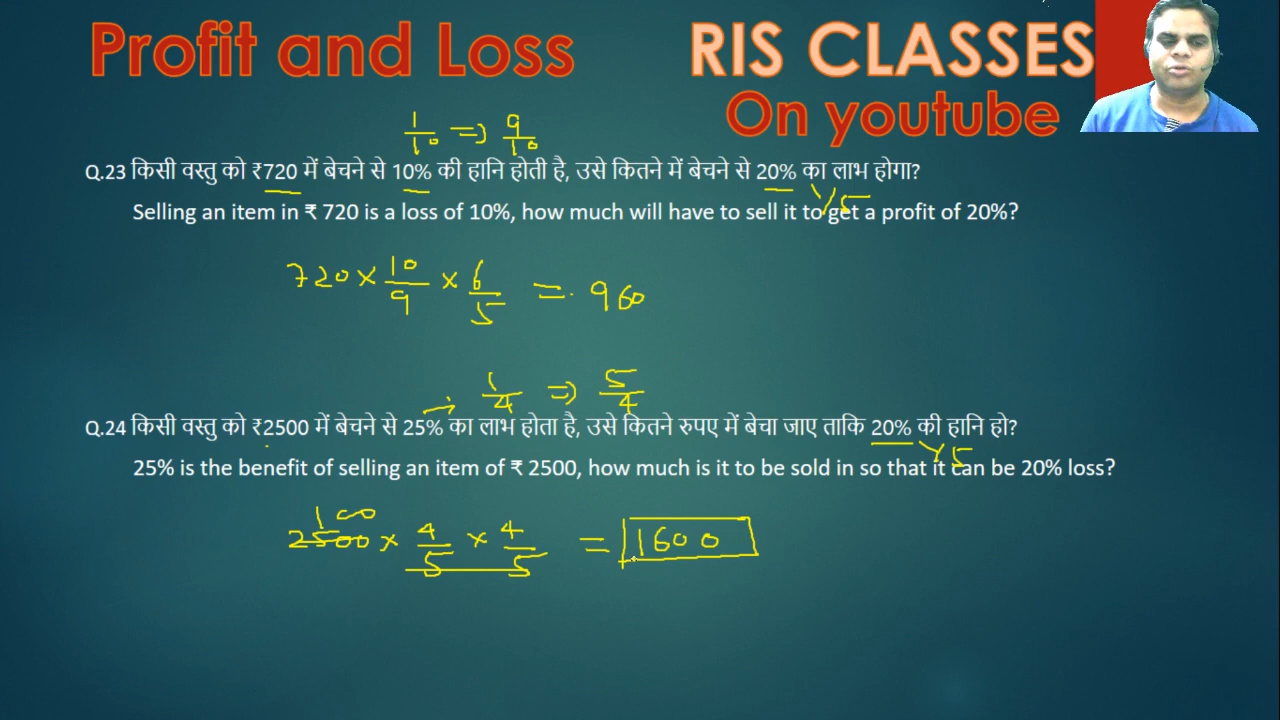 Profit and Loss
RIS CLASSES
On youtube
1/10 => 9/10
Q.23 किसी वस्तु को ₹720 में बेचने से 10% की हानि होती है, उसे कितने में बेचने से 20% का लाभ होगा?
1/5
Selling an item in ₹ 720 is a loss of 10%, how much will have to sell it to get a profit of 20%?
720 × 10/9 × 6/5 = 960
1/4 => 5/4
Q.24 किसी वस्तु को ₹2500 में बेचने से 25% का लाभ होता है, उसे कितने रुपए में बेचा जाए ताकि 20% की हानि हो?
1/5
25% is the benefit of selling an item of ₹ 2500, how much is it to be sold in so that it can be 20% loss?
100
2500 × 4/5 × 4/5 = 1600